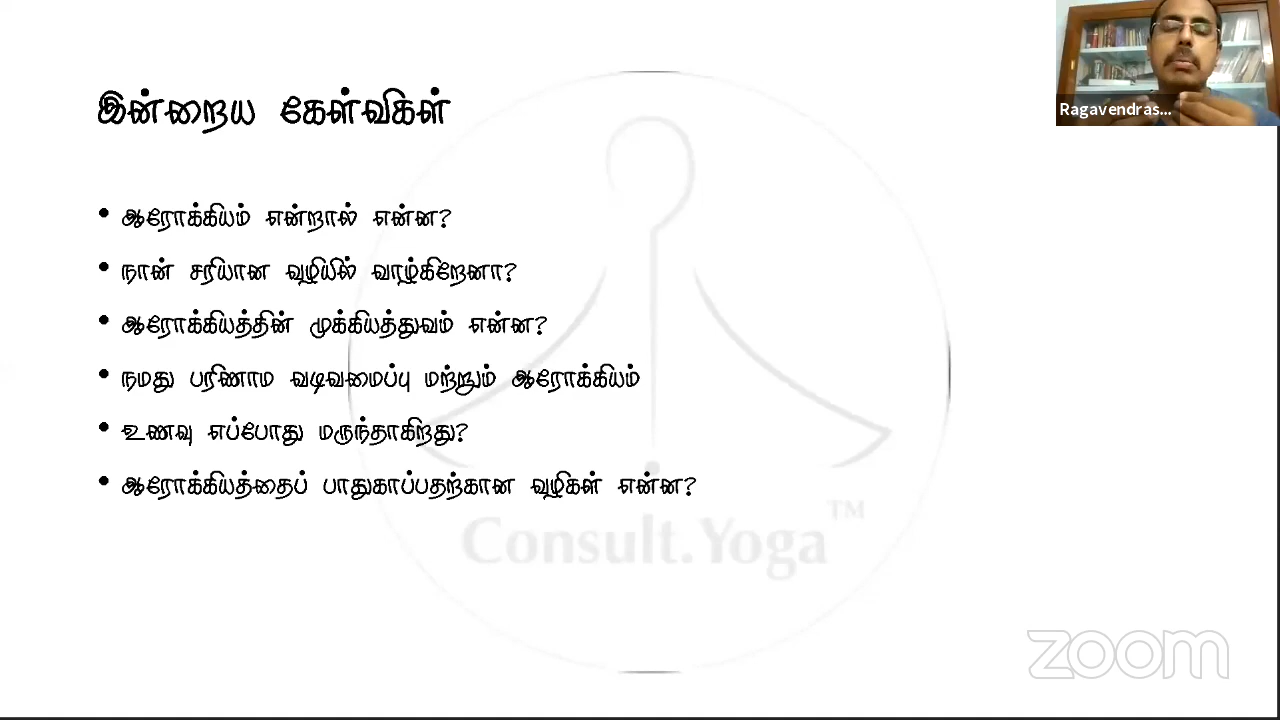 இன்றைய கேள்விகள்
Ragavendras...
• ஆரோக்கியம் என்றால் என்ன?
• நான் சரியான வழியில் வாழ்கிறேனா?
• ஆரோக்கியத்தின் முக்கியத்துவம் என்ன?
• நமது பரிணாம வடிவமைப்பு மற்றும் ஆரோக்கியம்
• உணவு எப்போது மருந்தாகிறது?
• ஆரோக்கியத்தைப் பாதுகாப்பதற்கான வழிகள் என்ன?
Consult.Yoga™
zoom